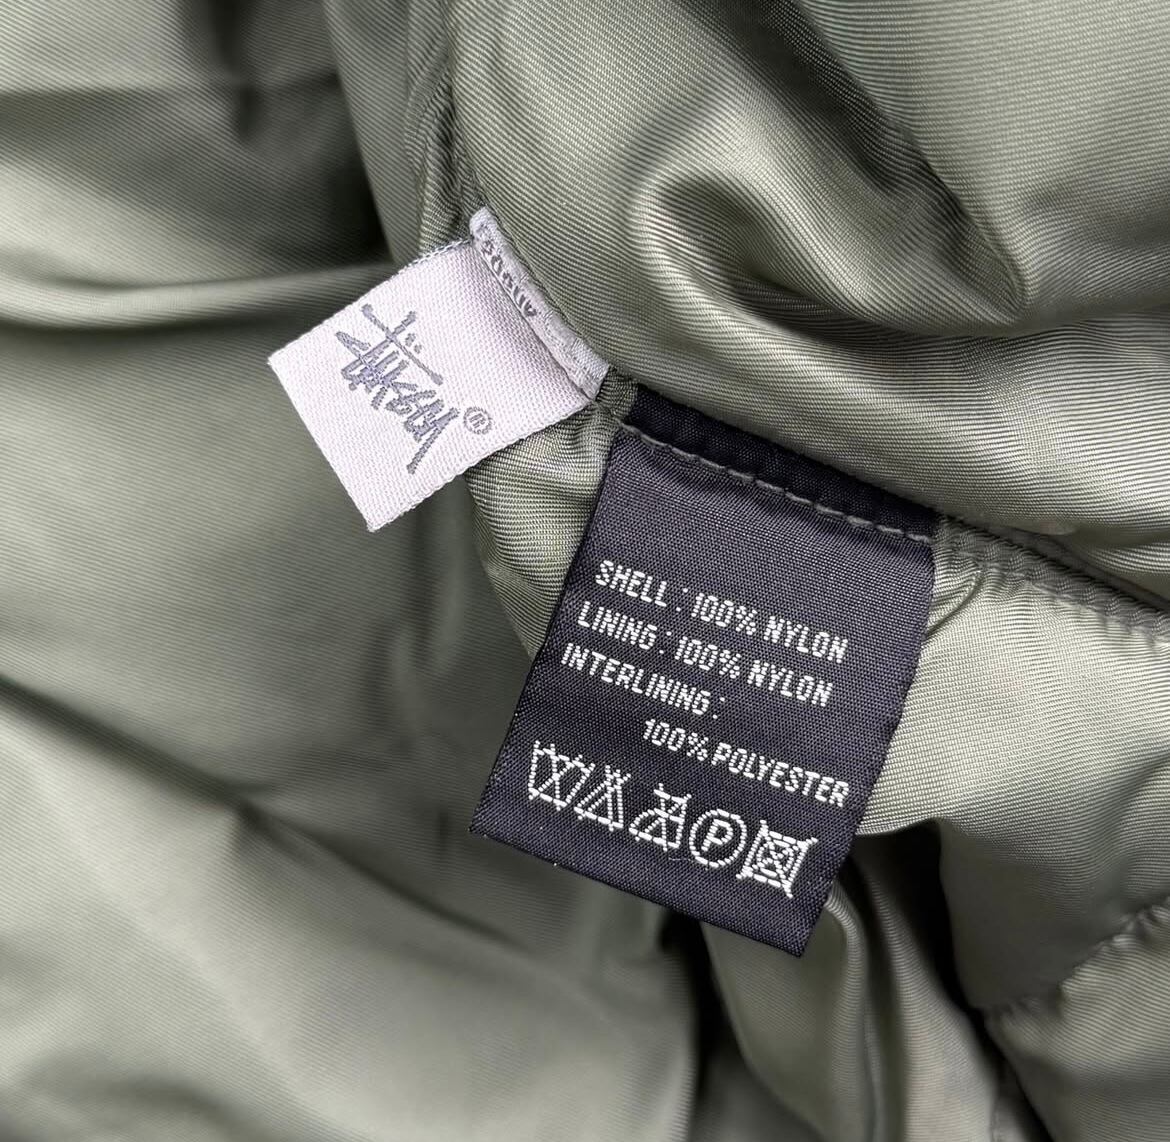 Stüssy ®
SHELL : 100% NYLON
LINING : 100% NYLON
INTERLINING :
100% POLYESTER
P